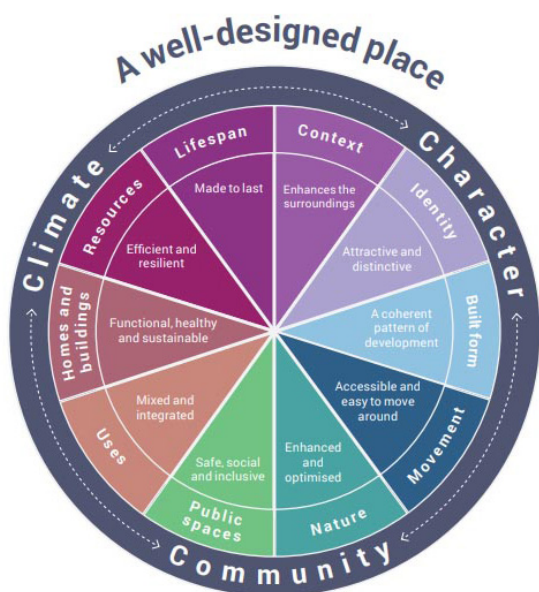 A well-designed place
Climate
Character
Community
Context
Enhances the
surroundings
Identity
Attractive and
distinctive
Built form
A coherent
pattern of
development
Movement
Accessible and
easy to move
around
Nature
Enhanced
and
optimised
Public
spaces
Safe, social
and inclusive
Uses
Mixed and
integrated
Homes and
buildings
Functional, healthy
and sustainable
Resources
Efficient and
resilient
Lifespan
Made to last